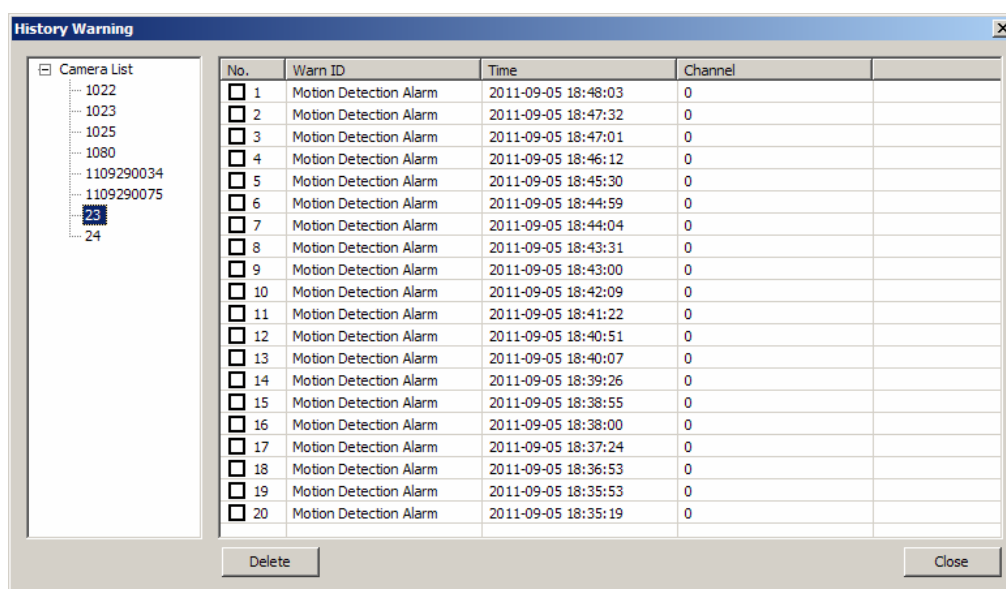 History Warning
Camera List
1022
1023
1025
1080
1109290034
1109290075
23
24
No. Warn ID Time Channel
1 Motion Detection Alarm 2011-09-05 18:48:03 0
2 Motion Detection Alarm 2011-09-05 18:47:32 0
3 Motion Detection Alarm 2011-09-05 18:47:01 0
4 Motion Detection Alarm 2011-09-05 18:46:12 0
5 Motion Detection Alarm 2011-09-05 18:45:30 0
6 Motion Detection Alarm 2011-09-05 18:44:59 0
7 Motion Detection Alarm 2011-09-05 18:44:04 0
8 Motion Detection Alarm 2011-09-05 18:43:31 0
9 Motion Detection Alarm 2011-09-05 18:43:00 0
10 Motion Detection Alarm 2011-09-05 18:42:09 0
11 Motion Detection Alarm 2011-09-05 18:41:22 0
12 Motion Detection Alarm 2011-09-05 18:40:51 0
13 Motion Detection Alarm 2011-09-05 18:40:07 0
14 Motion Detection Alarm 2011-09-05 18:39:26 0
15 Motion Detection Alarm 2011-09-05 18:38:55 0
16 Motion Detection Alarm 2011-09-05 18:38:00 0
17 Motion Detection Alarm 2011-09-05 18:37:24 0
18 Motion Detection Alarm 2011-09-05 18:36:53 0
19 Motion Detection Alarm 2011-09-05 18:35:53 0
20 Motion Detection Alarm 2011-09-05 18:35:19 0
Delete Close